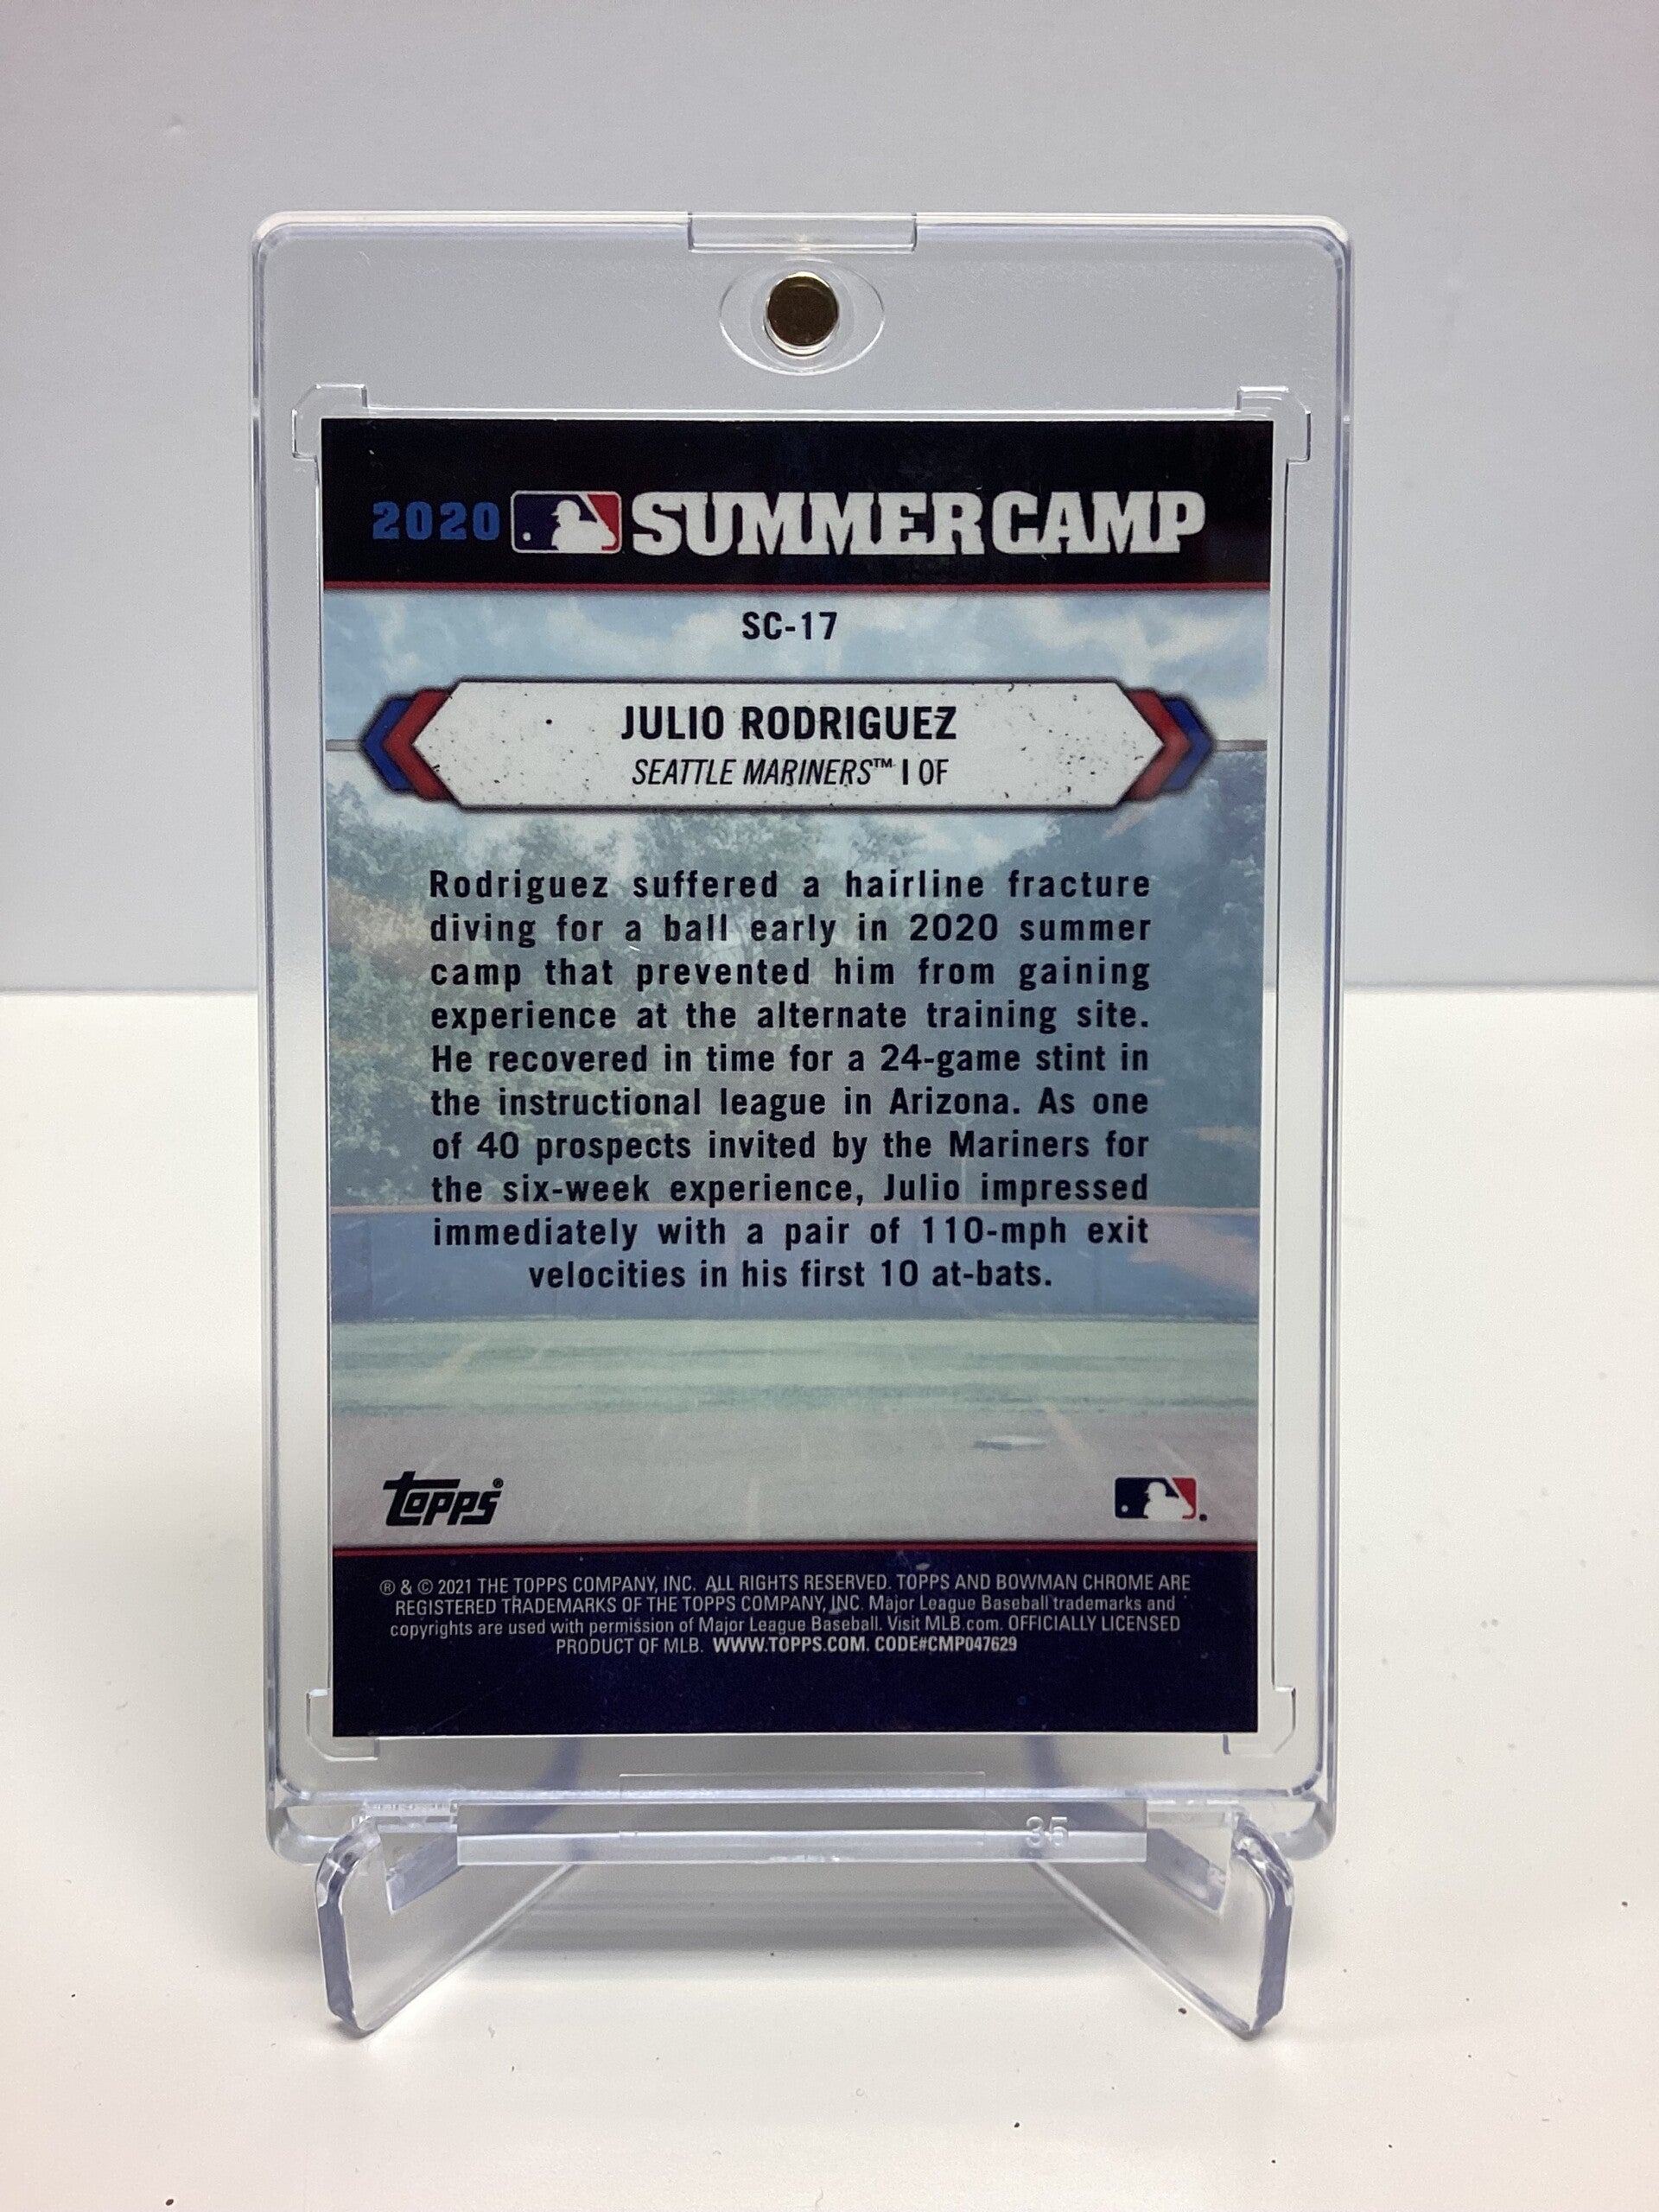 2020 SUMMER CAMP
SC-17
JULIO RODRIGUEZ
SEATTLE MARINERS™ | OF
Rodriguez suffered a hairline fracture
diving for a ball early in 2020 summer
camp that prevented him from gaining
experience at the alternate training site.
He recovered in time for a 24-game stint in
the instructional league in Arizona. As one
of 40 prospects invited by the Mariners for
the six-week experience, Julio impressed
immediately with a pair of 110-mph exit
velocities in his first 10 at-bats.
topps®
® & © 2021 THE TOPPS COMPANY, INC. ALL RIGHTS RESERVED. TOPPS AND BOWMAN CHROME ARE
REGISTERED TRADEMARKS OF THE TOPPS COMPANY, INC. Major League Baseball trademarks and
copyrights are used with permission of Major League Baseball. Visit MLB.com. OFFICIALLY LICENSED
PRODUCT OF MLB. WWW.TOPPS.COM. CODE#CMP047629
35